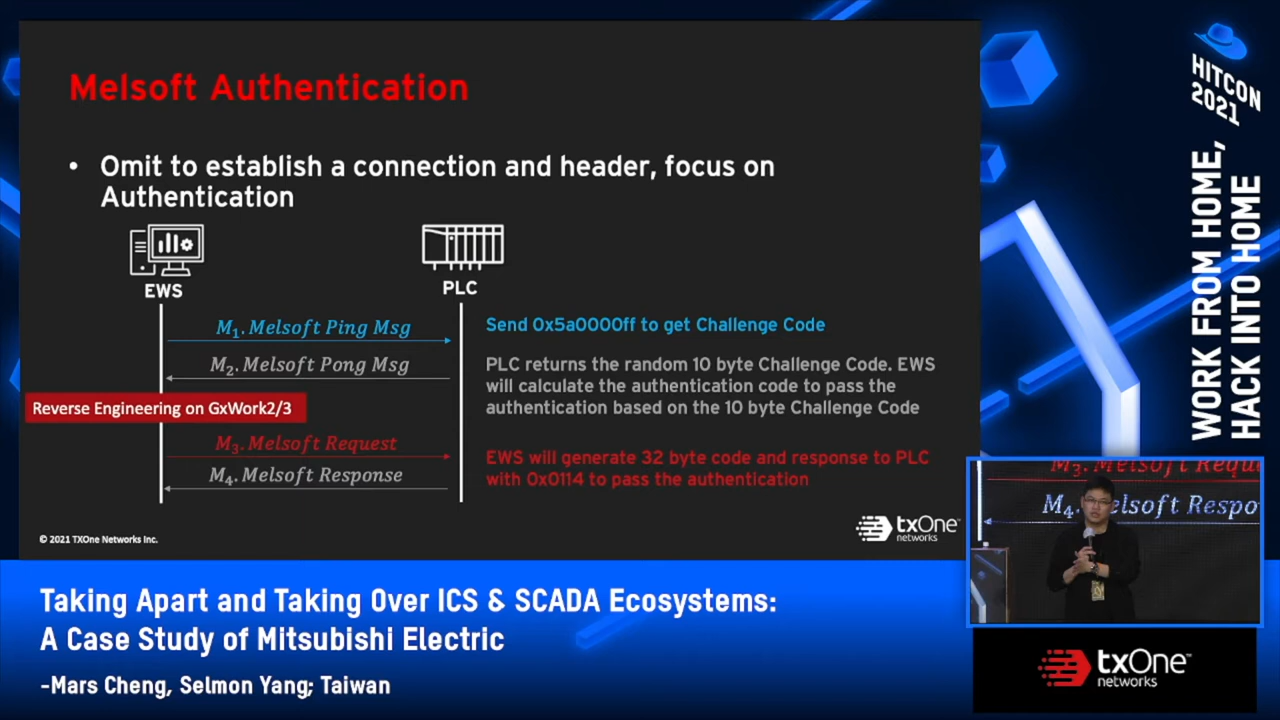 Melsoft Authentication
• Omit to establish a connection and header, focus on
Authentication
EWS
PLC
M₁. Melsoft Ping Msg
Send 0x5a0000ff to get Challenge Code
M₂. Melsoft Pong Msg
PLC returns the random 10 byte Challenge Code. EWS
will calculate the authentication code to pass the
authentication based on the 10 byte Challenge Code
Reverse Engineering on GxWork2/3
M₃. Melsoft Request
M₄. Melsoft Response
EWS will generate 32 byte code and response to PLC
with 0x0114 to pass the authentication
© 2021 TXOne Networks Inc.
txOne
networks
HITCON
2021
WORK FROM HOME,
HACK INTO HOME
M₃. Melsoft Reque
M₄. elsoft Respo
Taking Apart and Taking Over ICS & SCADA Ecosystems:
A Case Study of Mitsubishi Electric
-Mars Cheng, Selmon Yang; Taiwan
txOne™
networks